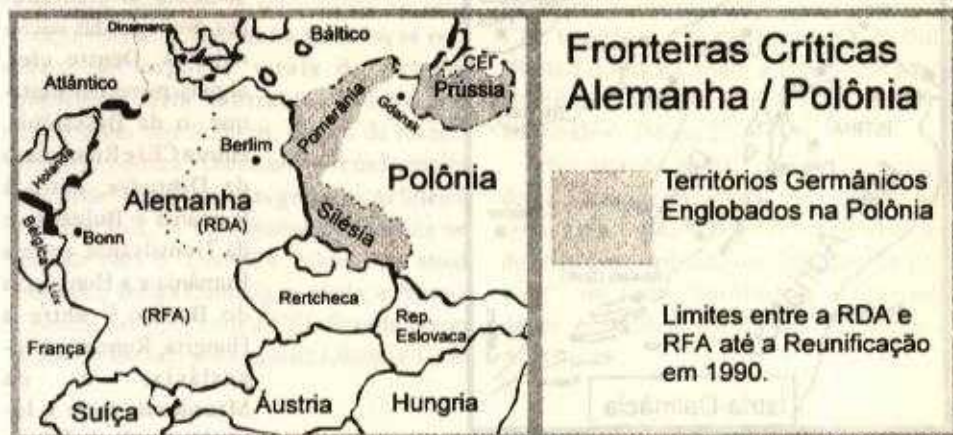 Dinamarca
Báltico
Atlântico
CEI
Prússia
Gdansk
Pomerânia
Berlim
Holanda
Polônia
Alemanha
(RDA)
Silésia
Bélgica
Bonn
Lux
Rertcheca
(RFA)
Rep.
Eslovaca
França
Suíça
Áustria
Hungria
Fronteiras Críticas
Alemanha / Polônia
Territórios Germânicos
Englobados na Polônia
Limites entre a RDA e
RFA até a Reunificação
em 1990.